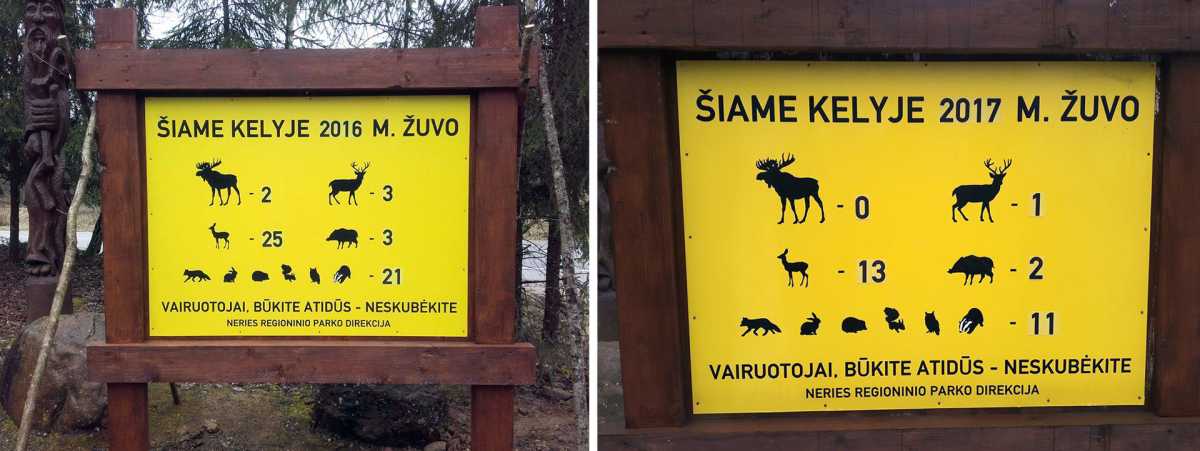 ŠIAME KELYJE 2016 M. ŽUVO
- 2 - 3
- 25 - 3
- 21
VAIRUOTOJAI, BŪKITE ATIDŪS - NESKUBĖKITE
NERIES REGIONINIO PARKO DIREKCIJA
ŠIAME KELYJE 2017 M. ŽUVO
- 0 - 1
- 13 - 2
- 11
VAIRUOTOJAI, BŪKITE ATIDŪS - NESKUBĖKITE
NERIES REGIONINIO PARKO DIREKCIJA